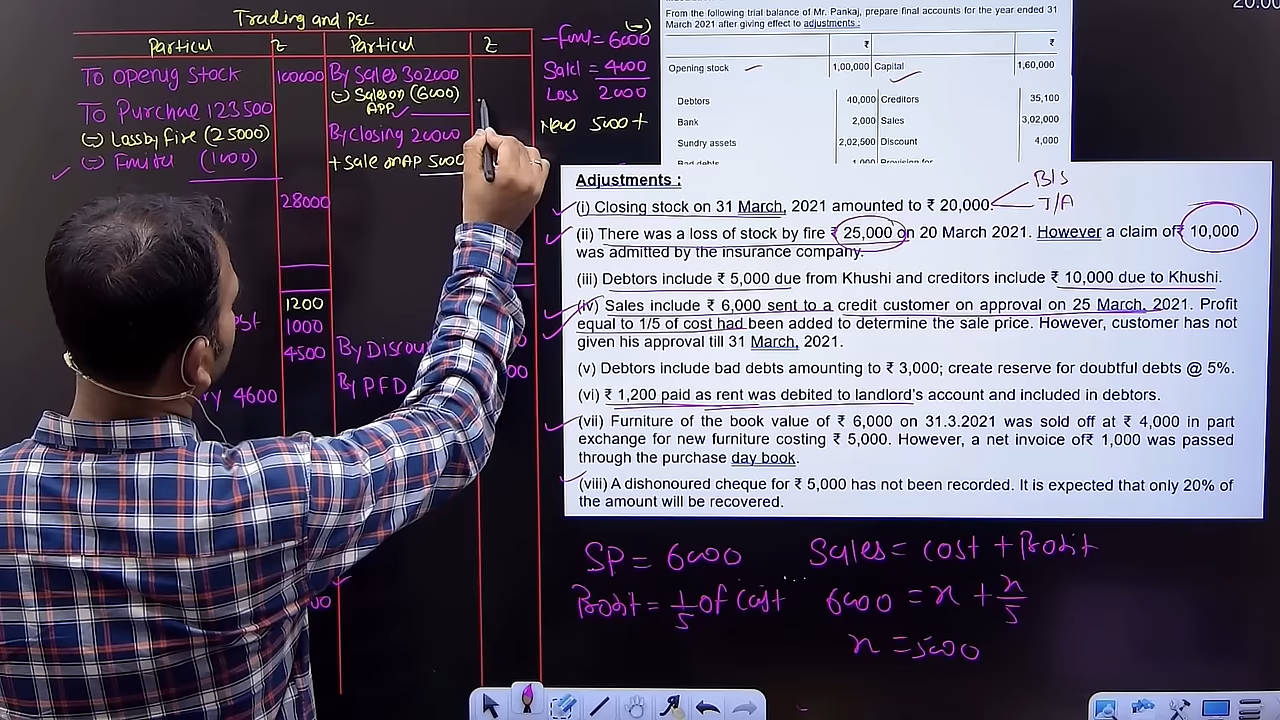 Trading and P&L
Particul ₹ Particul ₹
To opening stock 100000 By Sales 302000
(-) Sales on (6000)
APP
To Purchase 123500
(-) Loss by fire (25000) By closing 20000
(-) Furnitu (1000) + Sale on AP 5000
28000
1200
1000
4500 By Discou
4600 By PFD
(-)
-Furni = 6000
Sald = 4000
Loss 2000
New 5000+
From the following trial balance of Mr. Pankaj, prepare final accounts for the year ended 31
March 2021 after giving effect to adjustments :
₹ ₹
Opening stock 1,00,000 Capital 1,60,000
Debtors 40,000 Creditors 35,100
Bank 2,000 Sales 3,02,000
Sundry assets 2,02,500 Discount 4,000
Bad debts 1,000 Provision for
Adjustments :
B/S
T/A
(i) Closing stock on 31 March, 2021 amounted to ₹ 20,000.
(ii) There was a loss of stock by fire ₹ 25,000 on 20 March 2021. However a claim of ₹ 10,000
was admitted by the insurance company.
(iii) Debtors include ₹ 5,000 due from Khushi and creditors include ₹ 10,000 due to Khushi.
(iv) Sales include ₹ 6,000 sent to a credit customer on approval on 25 March, 2021. Profit
equal to 1/5 of cost had been added to determine the sale price. However, customer has not
given his approval till 31 March, 2021.
(v) Debtors include bad debts amounting to ₹ 3,000; create reserve for doubtful debts @ 5%.
(vi) ₹ 1,200 paid as rent was debited to landlord's account and included in debtors.
(vii) Furniture of the book value of ₹ 6,000 on 31.3.2021 was sold off at ₹ 4,000 in part
exchange for new furniture costing ₹ 5,000. However, a net invoice of₹ 1,000 was passed
through the purchase day book.
(viii) A dishonoured cheque for ₹ 5,000 has not been recorded. It is expected that only 20% of
the amount will be recovered.
SP = 6000
Profit = 1/5 of Cost
Sales = Cost + Profit
6000 = x + x/5
x = 5000